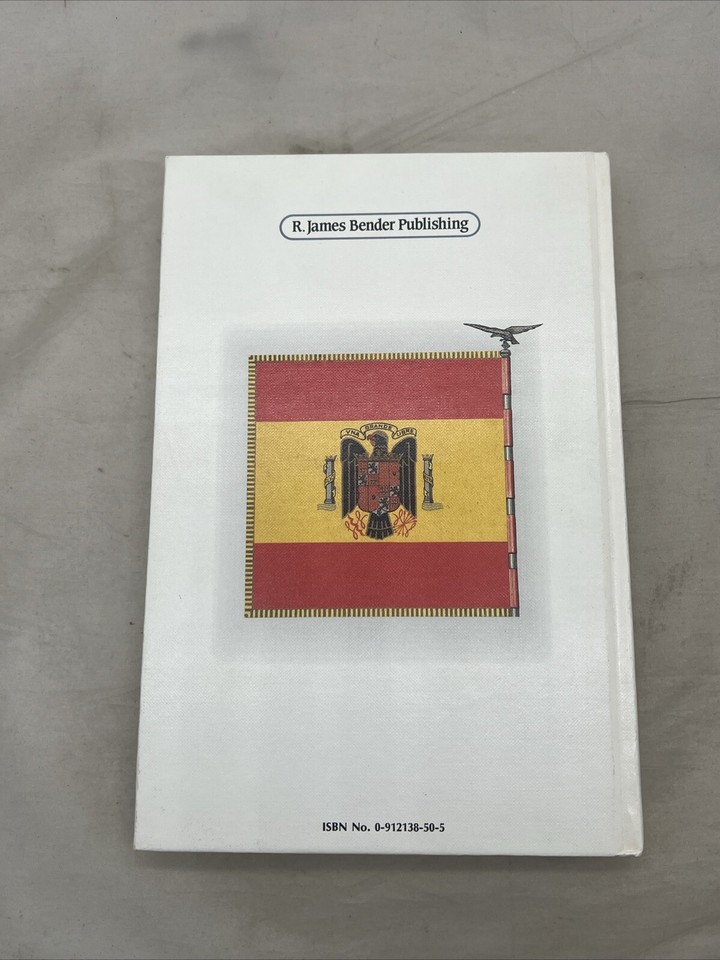 R. James Bender Publishing
VNA GRANDE LIBRE
ISBN No. 0-912138-50-5